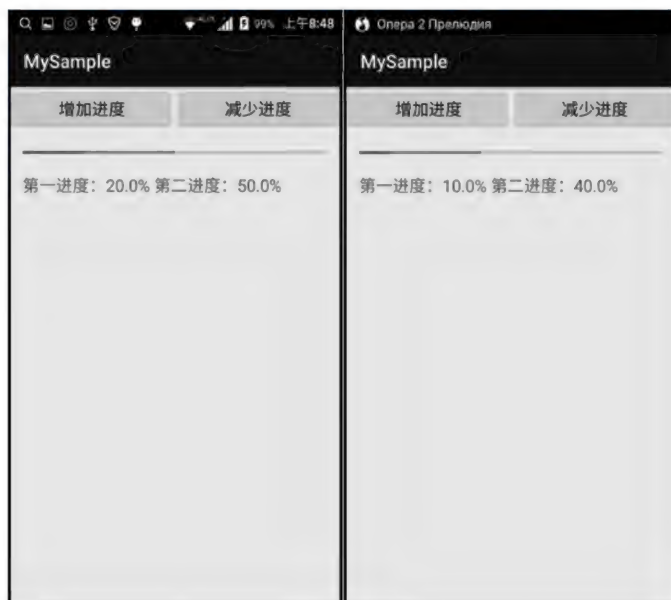 99% 上午8:48
MySample
增加进度 减少进度
第一进度：20.0% 第二进度：50.0%
Опера 2 Прелюдия
MySample
增加进度 减少进度
第一进度：10.0% 第二进度：40.0%